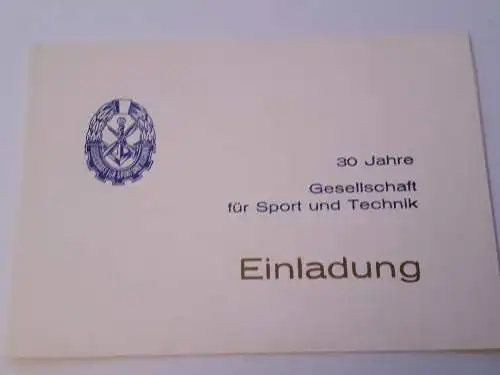 30 Jahre
Gesellschaft
für Sport und Technik
Einladung